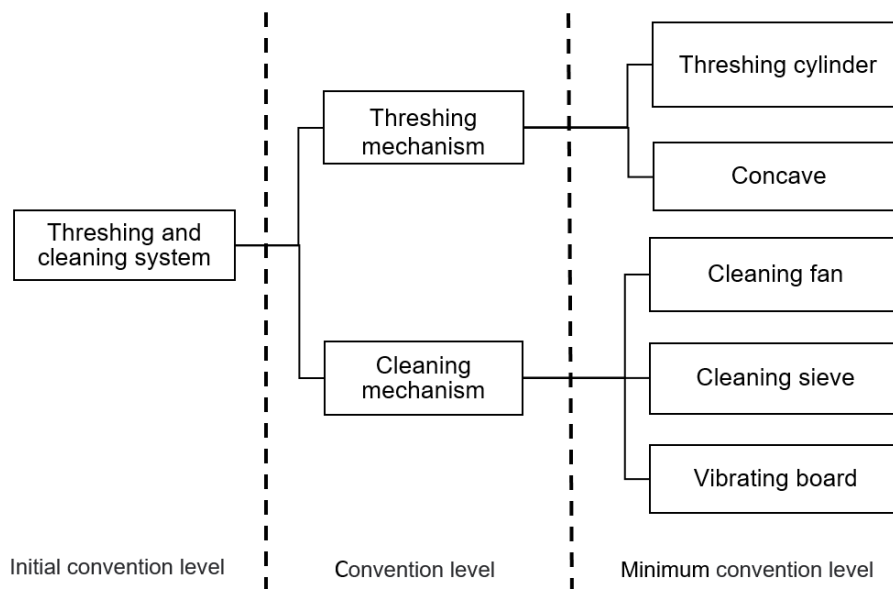 Threshing and
cleaning system
Threshing
mechanism
Cleaning
mechanism
Threshing cylinder
Concave
Cleaning fan
Cleaning sieve
Vibrating board
Initial convention level
Convention level
Minimum convention level